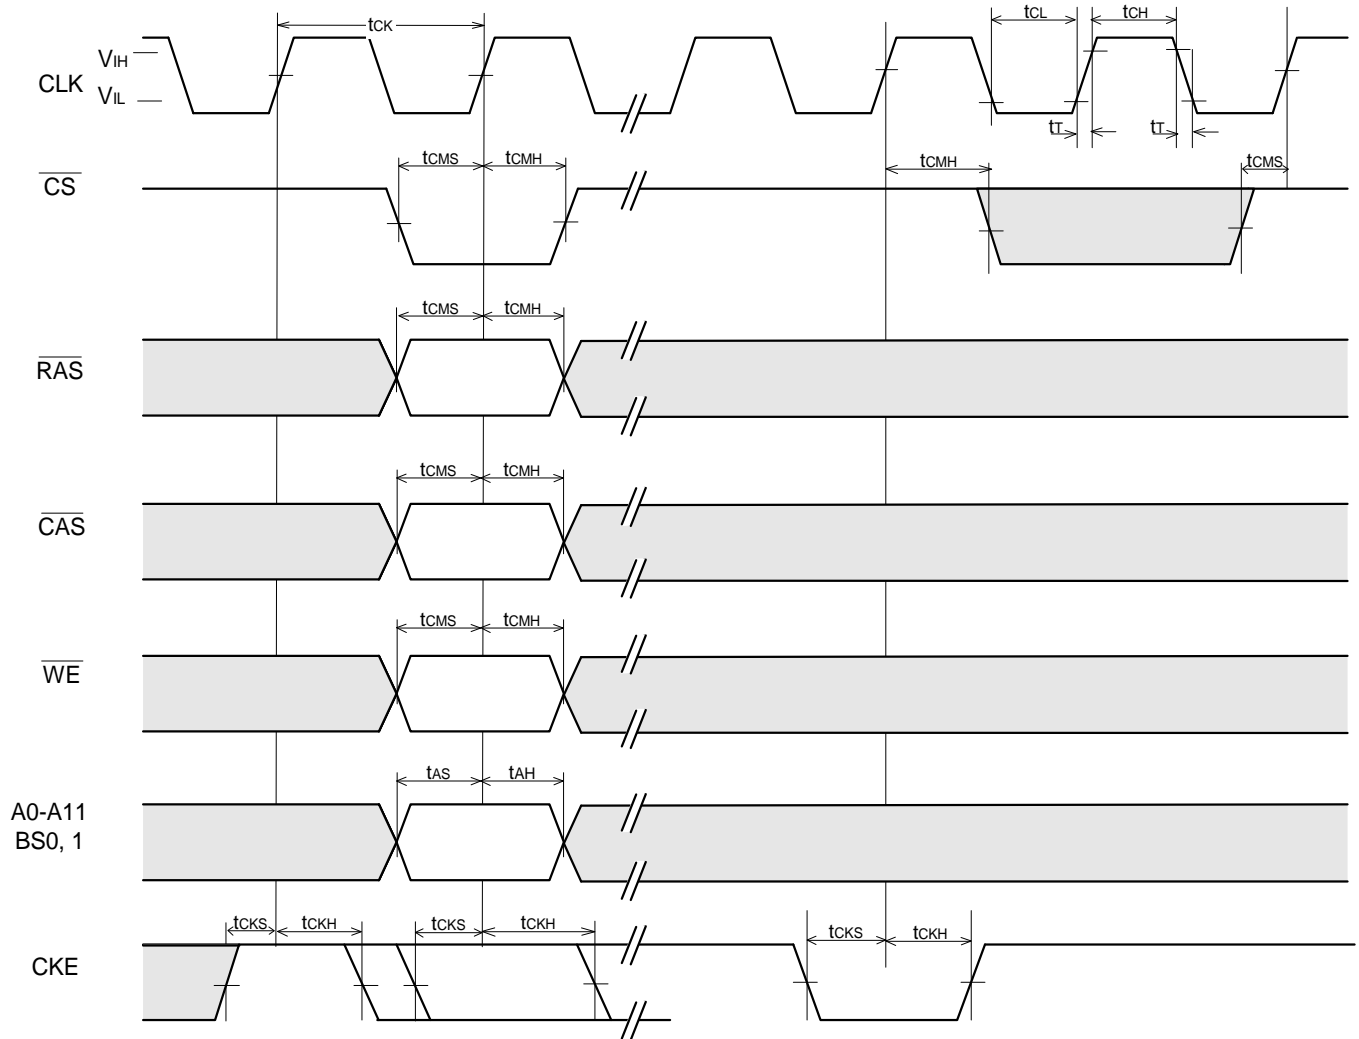 tCK
tCL
tCH
VIH
CLK
VIL
tT
tT
tCMS
tCMH
tCMH
tCMS
CS
tCMS
tCMH
RAS
tCMS
tCMH
CAS
tCMS
tCMH
WE
tAS
tAH
A0-A11
BS0, 1
tCKS
tCKH
tCKS
tCKH
tCKS
tCKH
CKE